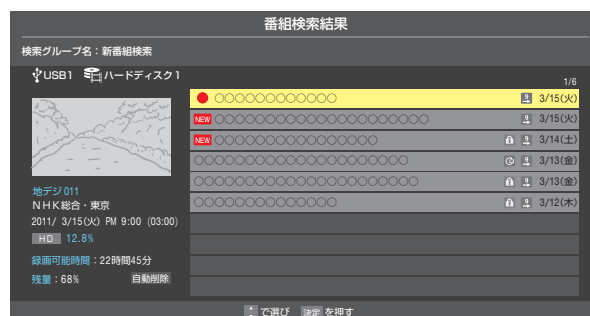 番組検索結果
検索グループ名：新番組検索
USB1 ハードディスク1
1/6
○○○○○○○○○○○○ 3/15(火)
NEW ○○○○○○○○○○○○○○○○○○○○○ 3/15(火)
NEW ○○○○○○○○○○○○○○○○ 3/14(土)
○○○○○○○○○○○○○○○○○○○○○ 3/13(金)
○○○○○○○○○○○○○○○○○○○○○○ 3/13(金)
○○○○○○○○○○○○○○ 3/12(木)
地デジ 011
NHK総合・東京
2011/ 3/15(火) PM 9:00 (03:00)
HD 12.8%
録画可能時間：22時間45分
残量：68% 自動削除
で選び 決定 を押す